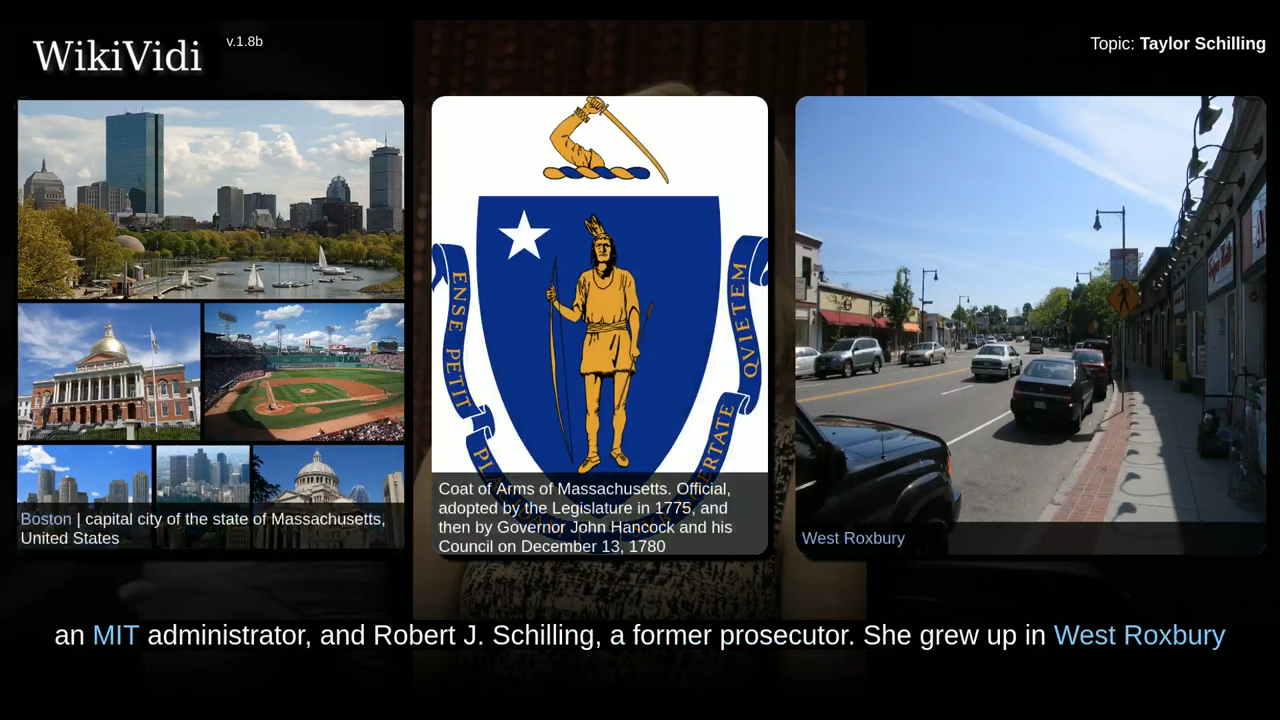 WikiVidi
v.1.8b
Topic: Taylor Schilling
ENSE PETIT
QVIETEM
Boston | capital city of the state of Massachusetts,
United States
Coat of Arms of Massachusetts. Official,
adopted by the Legislature in 1775, and
then by Governor John Hancock and his
Council on December 13, 1780
West Roxbury
an MIT administrator, and Robert J. Schilling, a former prosecutor. She grew up in West Roxbury